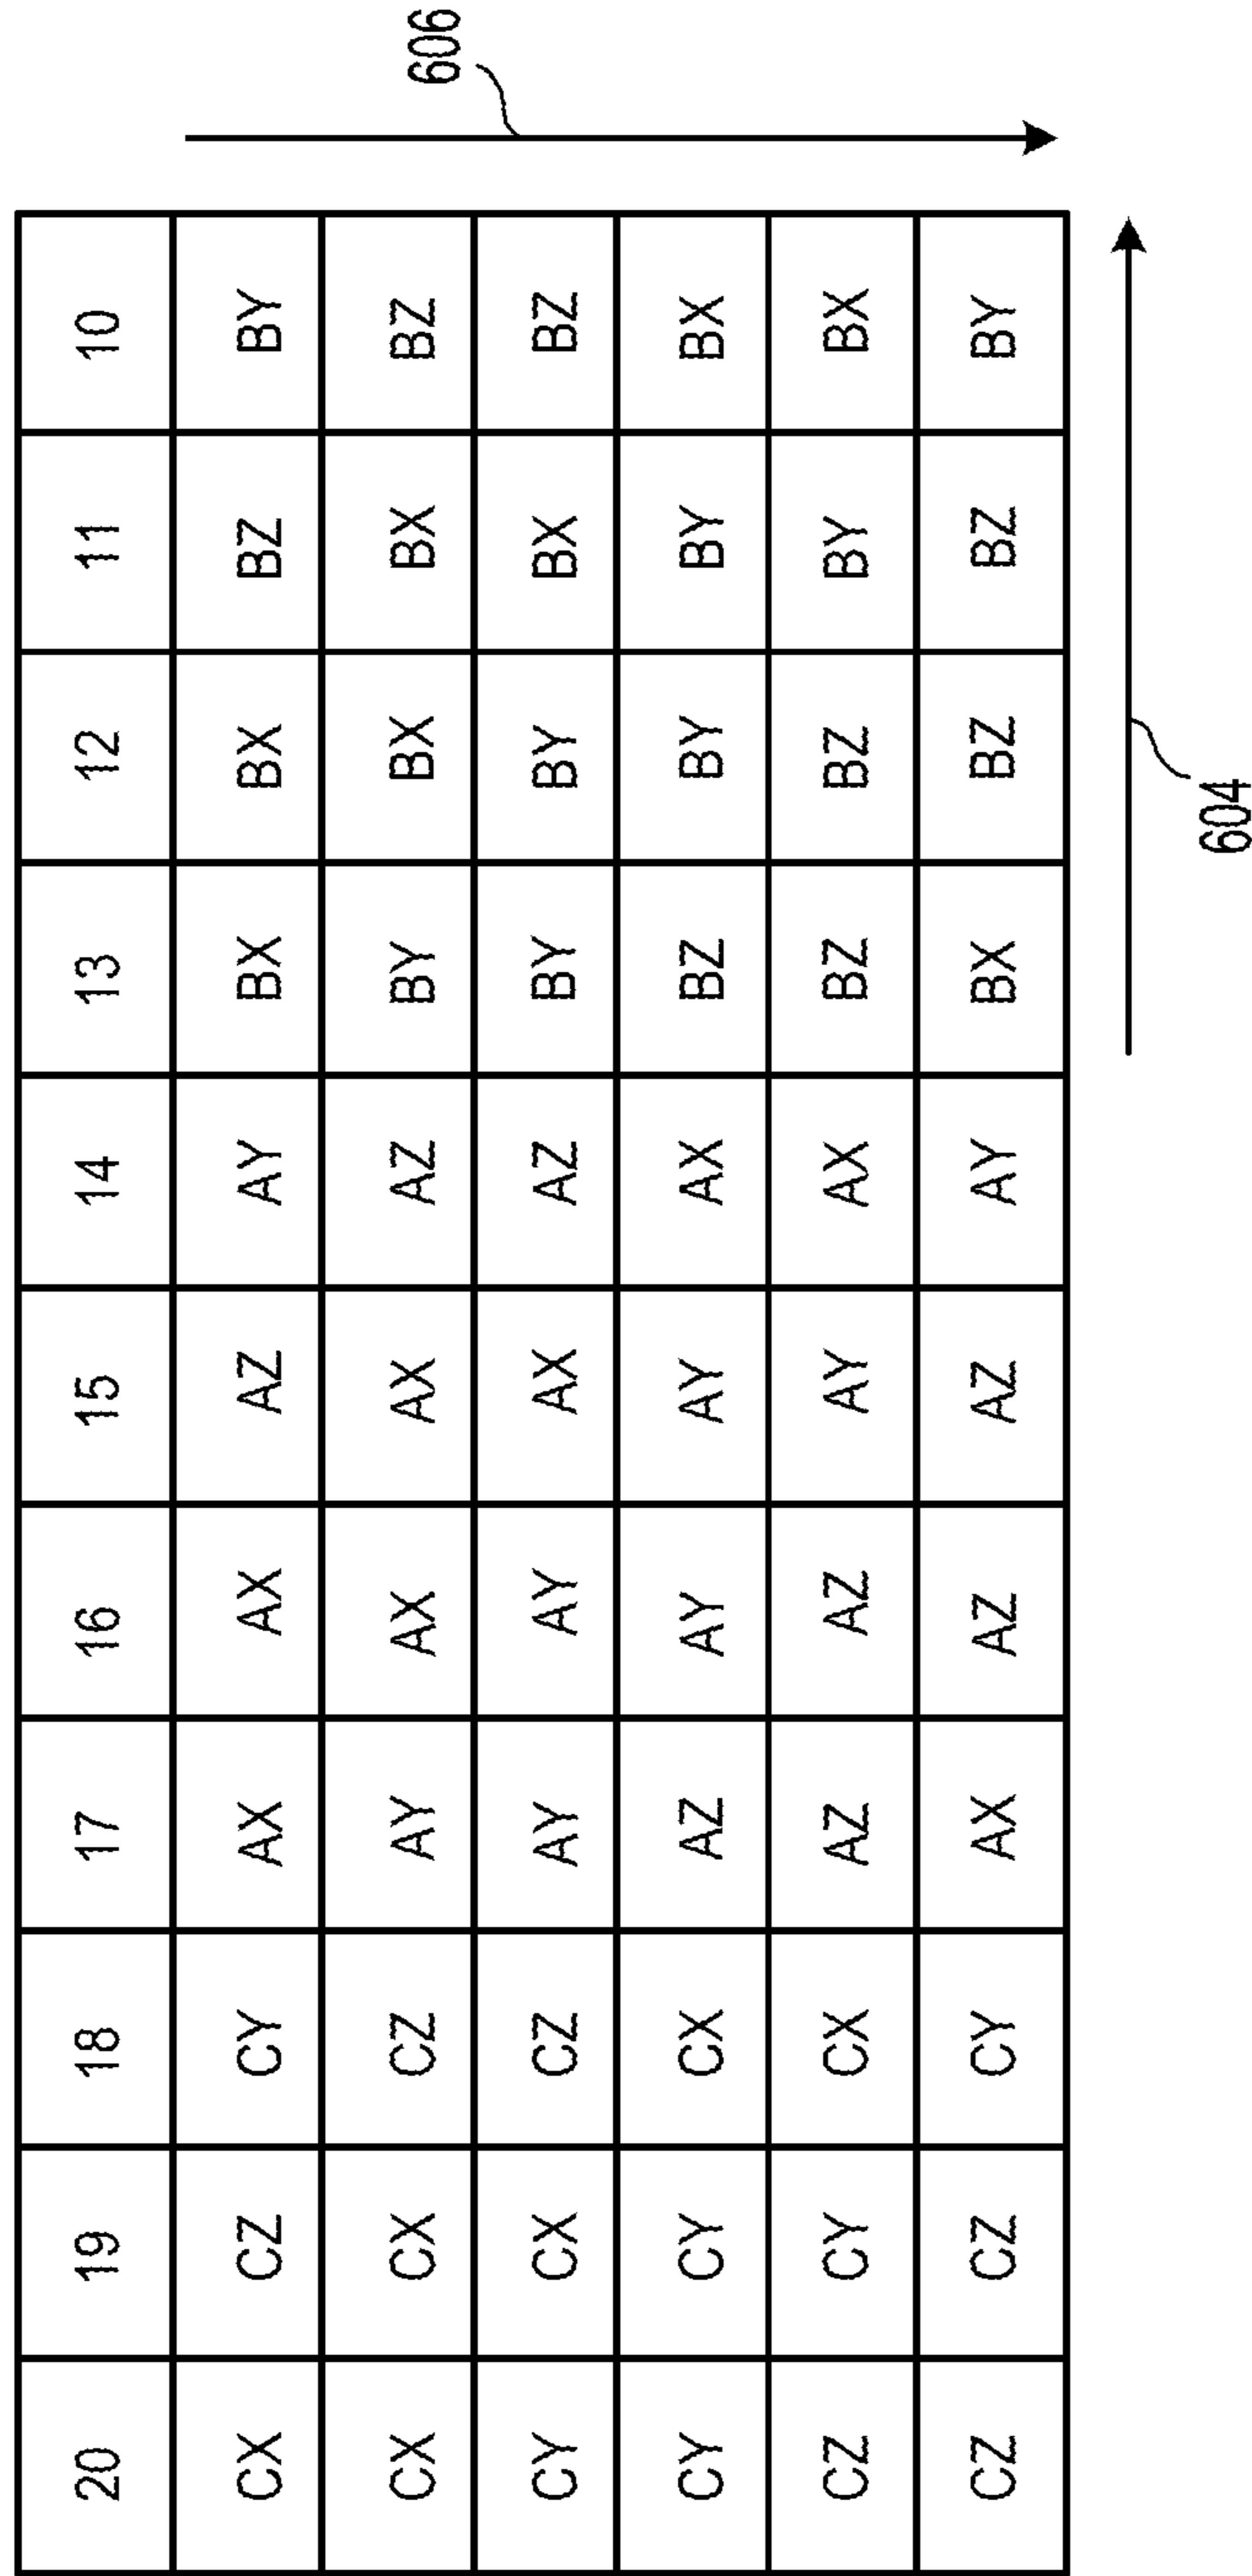 20 19 18 17 16 15 14 13 12 11 10
CX CZ CY AX AX AZ AY BX BX BZ BY
CX CX CZ AY AX AX AZ BY BX BX BZ
CY CX CZ AY AY AX AZ BY BY BX BZ
CY CY CX AZ AY AY AX BZ BY BY BX
CZ CY CX AZ AZ AY AX BZ BZ BY BX
CZ CZ CY AX AZ AZ AY BX BZ BZ BY
606
604